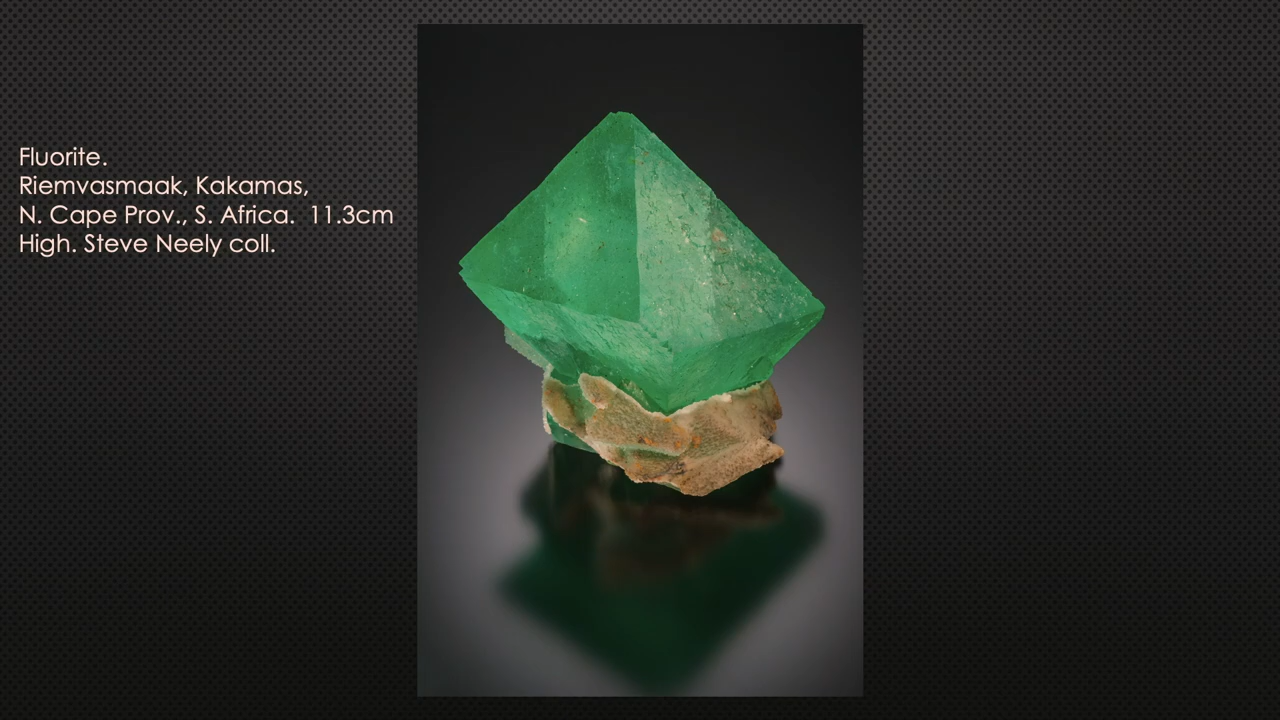 Fluorite.
Riemvasmaak, Kakamas,
N. Cape Prov., S. Africa.  11.3cm
High. Steve Neely coll.